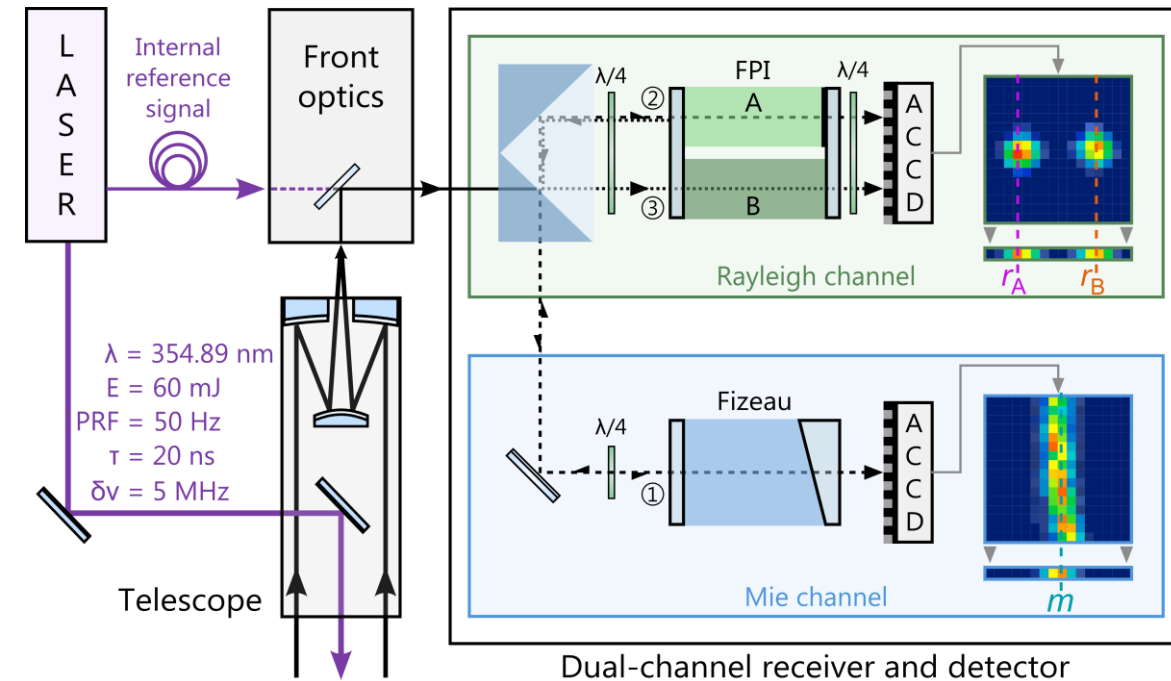 L
A
S
E
R
Internal
reference
signal
Front
optics
λ = 354.89 nm
E = 60 mJ
PRF = 50 Hz
τ = 20 ns
δν = 5 MHz
Telescope
λ/4
②
③
FPI
A
B
λ/4
A
C
C
D
r_A
r_B
Rayleigh channel
λ/4
①
Fizeau
A
C
C
D
m
Mie channel
Dual-channel receiver and detector